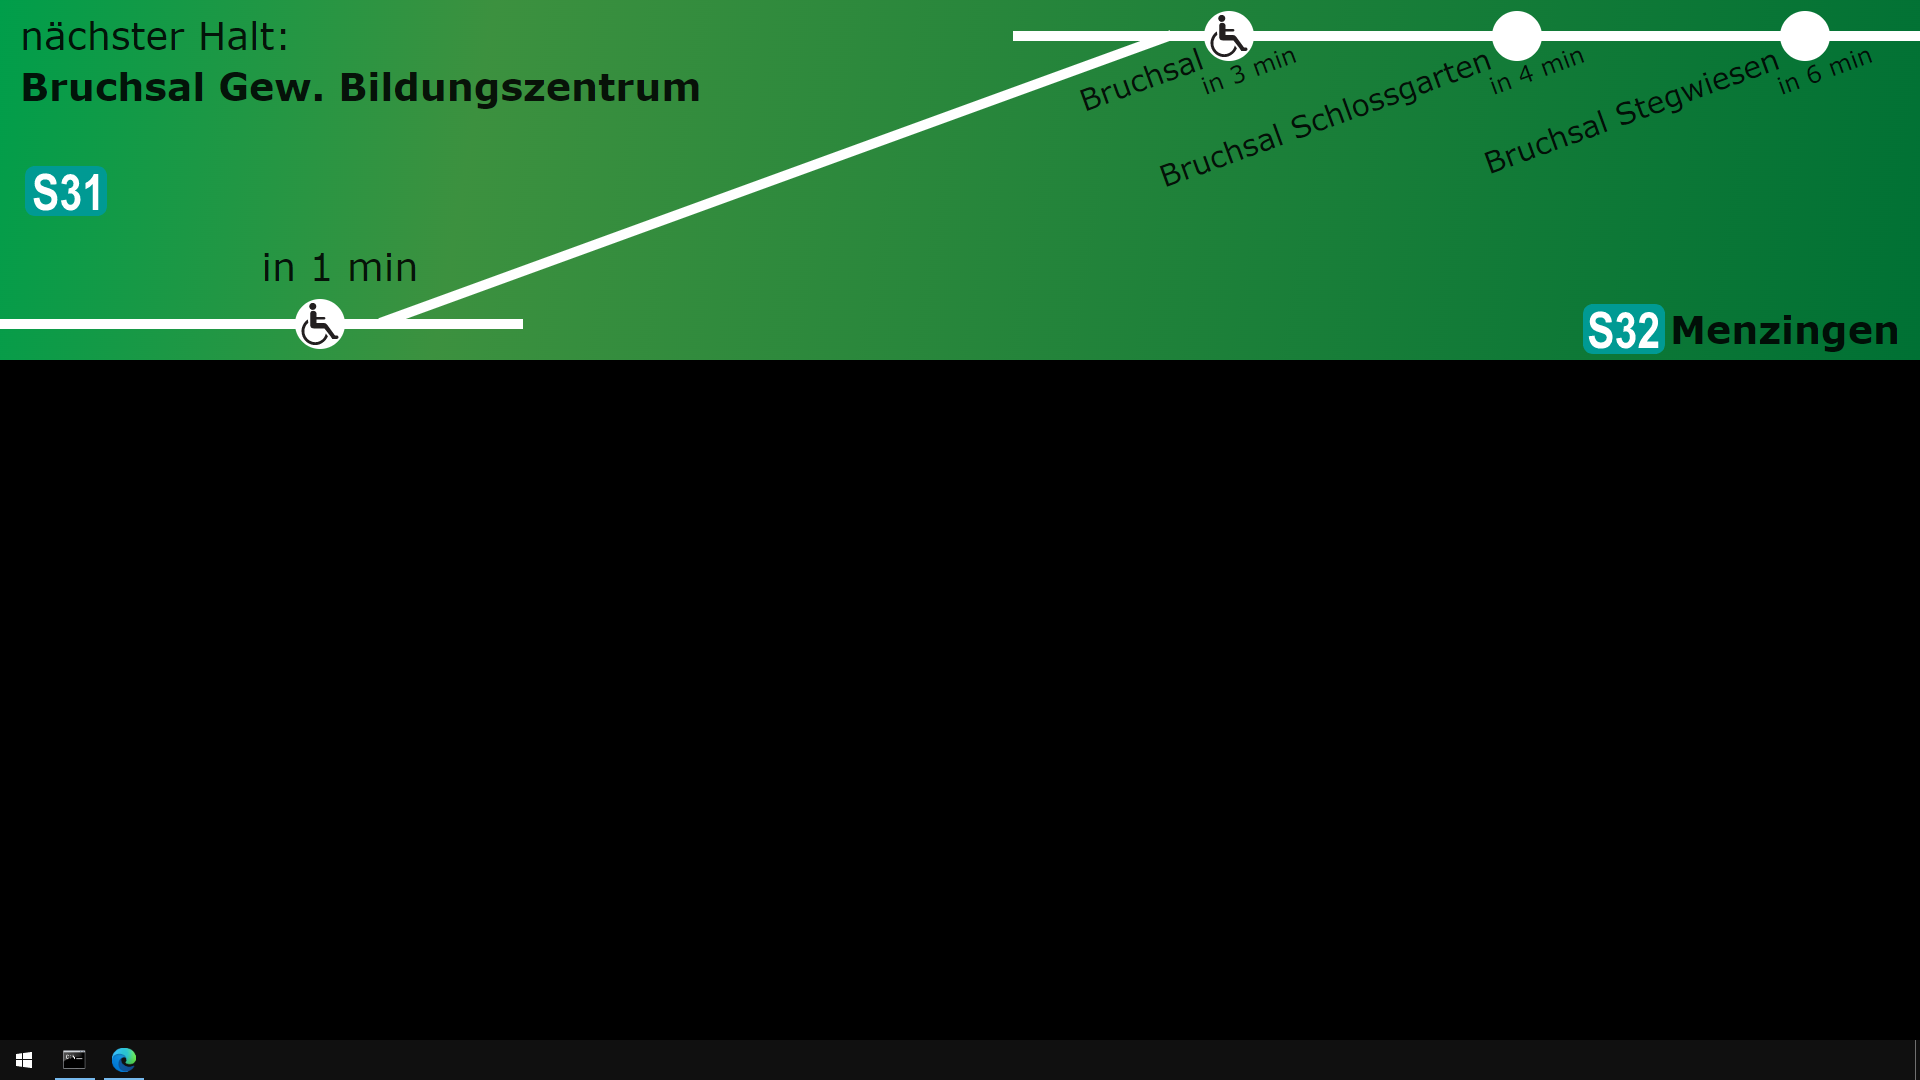 nächster Halt:
Bruchsal Gew. Bildungszentrum
S31
in 1 min
Bruchsal
in 3 min
Bruchsal Schlossgarten
in 4 min
Bruchsal Stegwiesen
in 6 min
S32 Menzingen